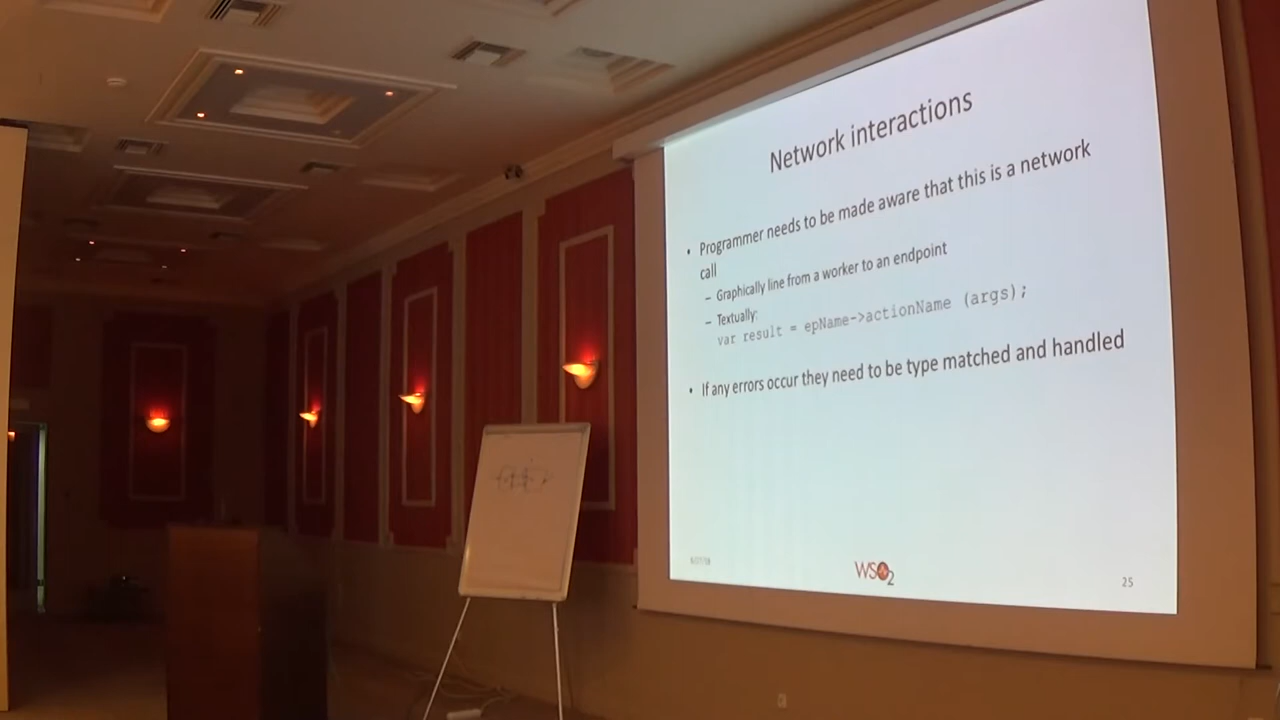 Network interactions
• Programmer needs to be made aware that this is a network
call
– Graphically line from a worker to an endpoint
– Textually:
var result = epName->actionName (args);
• If any errors occur they need to be type matched and handled
WSO2
25